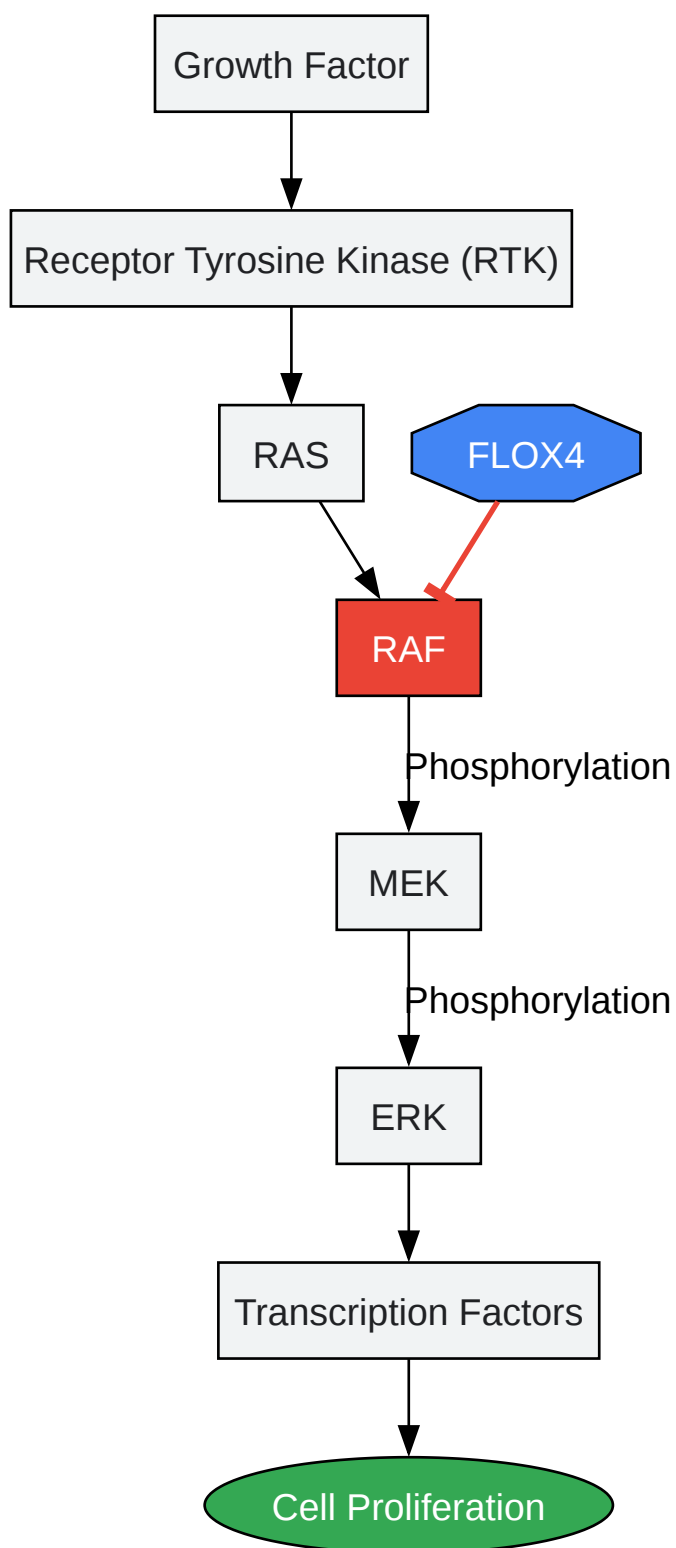 Growth Factor
Receptor Tyrosine Kinase (RTK)
RAS
FLOX4
RAF
Phosphorylation
MEK
Phosphorylation
ERK
Transcription Factors
Cell Proliferation